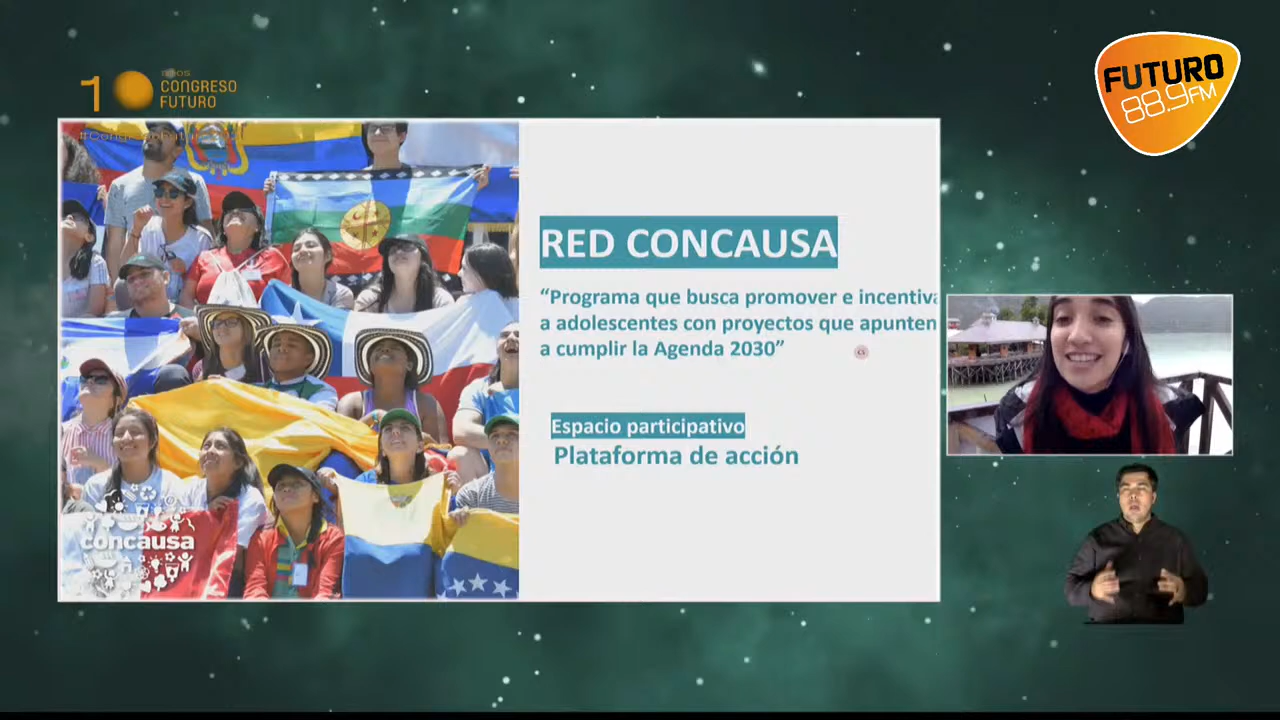 10 AÑOS
CONGRESO
FUTURO
FUTURO
88.9FM
RED CONCAUSA
“Programa que busca promover e incentiva
a adolescentes con proyectos que apunten
a cumplir la Agenda 2030”
Espacio participativo
Plataforma de acción
concausa